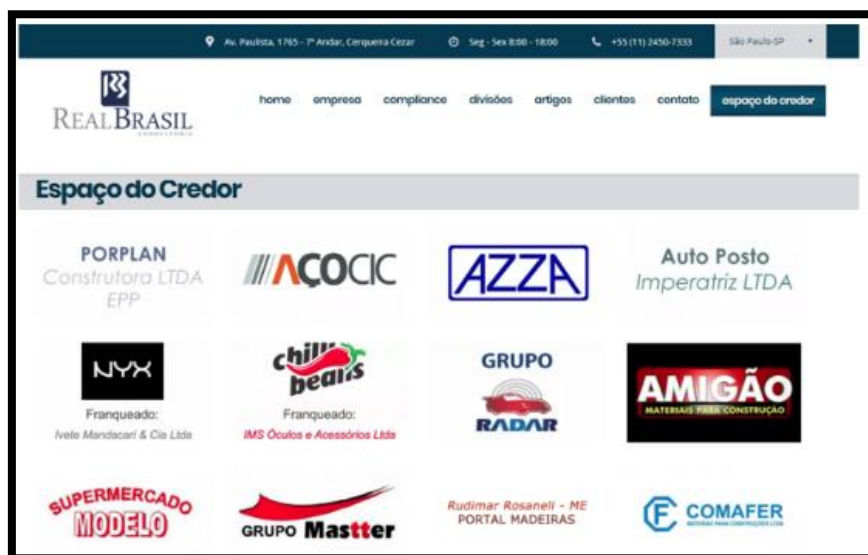 Av. Paulista, 1765 - 7º Andar, Cerqueira Cezar
Seg - Sex 8:00 - 18:00
+55 (11) 2450-7333
São Paulo-SP
REALBRASIL
CONSULTORIA
home empresa compliance divisões artigos clientes contato espaço do credor
Espaço do Credor
PORPLAN
Construtora LTDA
EPP
AÇOCIC
AZZA
Auto Posto
Imperatriz LTDA
NYX
Franqueado:
Ivete Mandacari & Cia Ltda
chilli
beans
Franqueado:
IMS Óculos e Acessórios Ltda
GRUPO
RADAR
AMIGÃO
MATERIAIS PARA CONSTRUÇÃO
SUPERMERCADO
MODELO
GRUPO Mastter
Rudimar Rosaneli - ME
PORTAL MADEIRAS
COMAFER